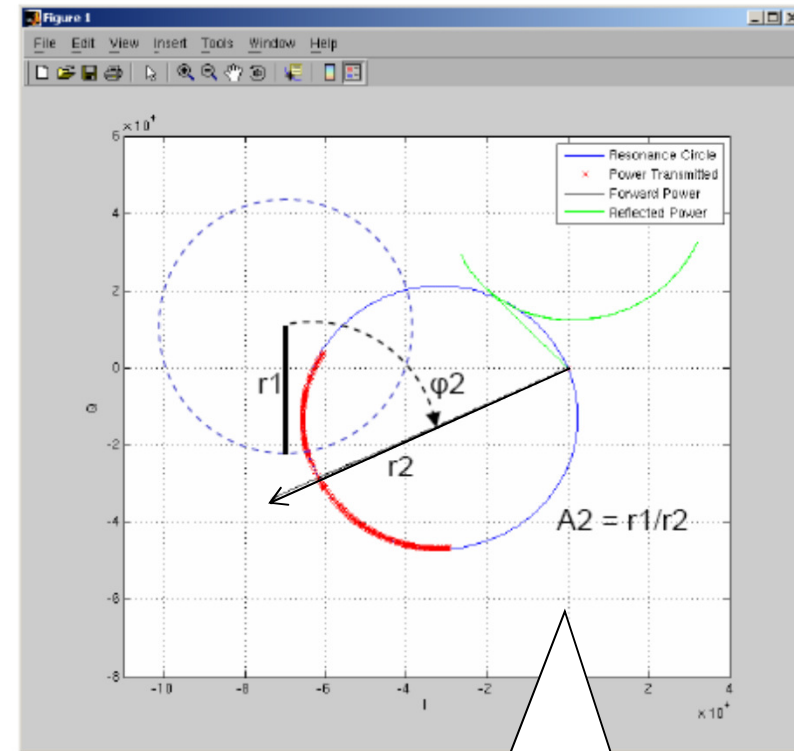 Figure 1
File Edit View Insert Tools Window Help
×10⁴
6
4
2
0
-2
-4
-6
-8
Q
Resonance Circle
Power Transmitted
Forward Power
Reflected Power
r1
φ2
r2
A2 = r1/r2
-10 -8 -6 -4 -2 2 4
I
×10⁴